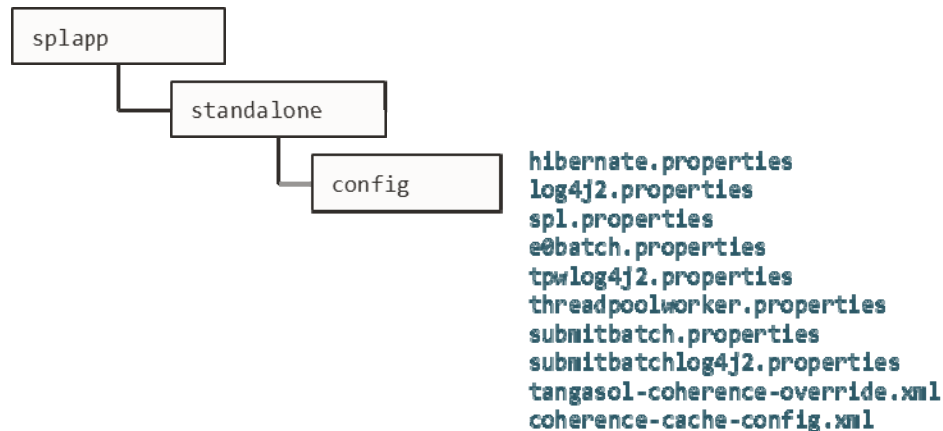 splapp
standalone
config
hibernate.properties
log4j2.properties
spl.properties
e0batch.properties
tpwlog4j2.properties
threadpoolworker.properties
submitbatch.properties
submitbatchlog4j2.properties
tangasol-coherence-override.xml
coherence-cache-config.xml